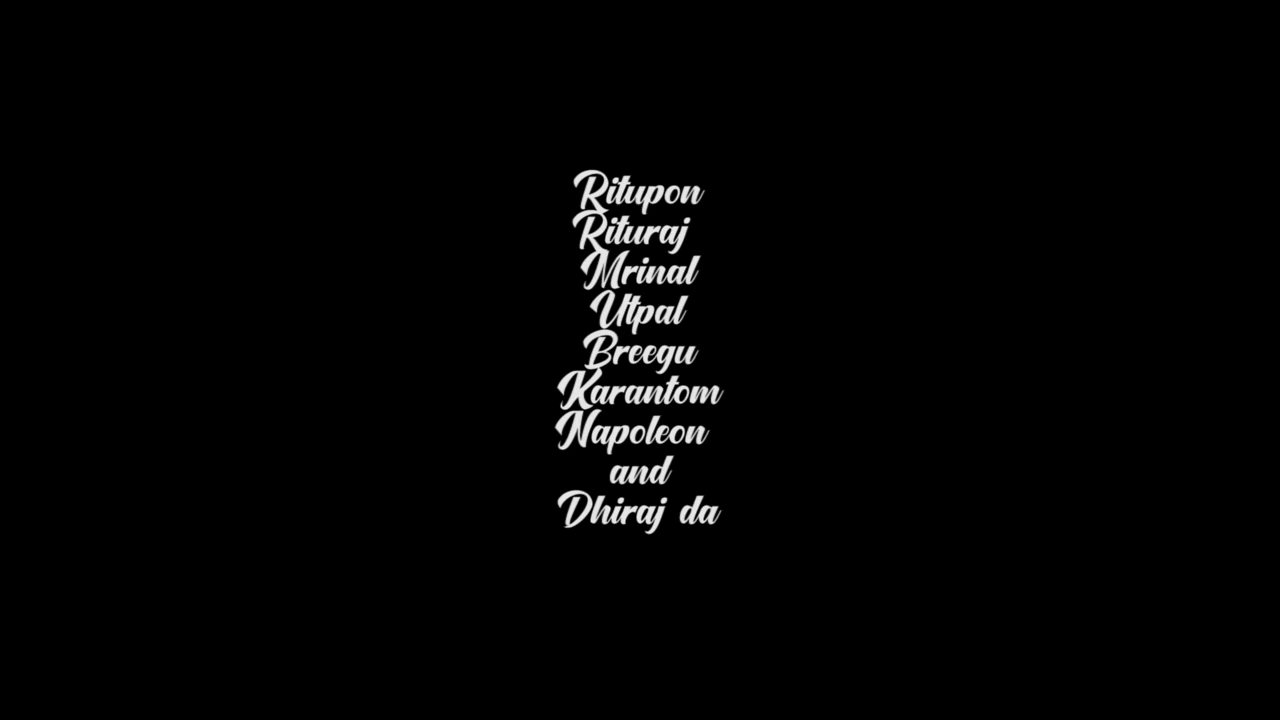 Ritupon
Rituraj
Mrinal
Utpal
Breegu
Karantom
Napoleon
and
Dhiraj da